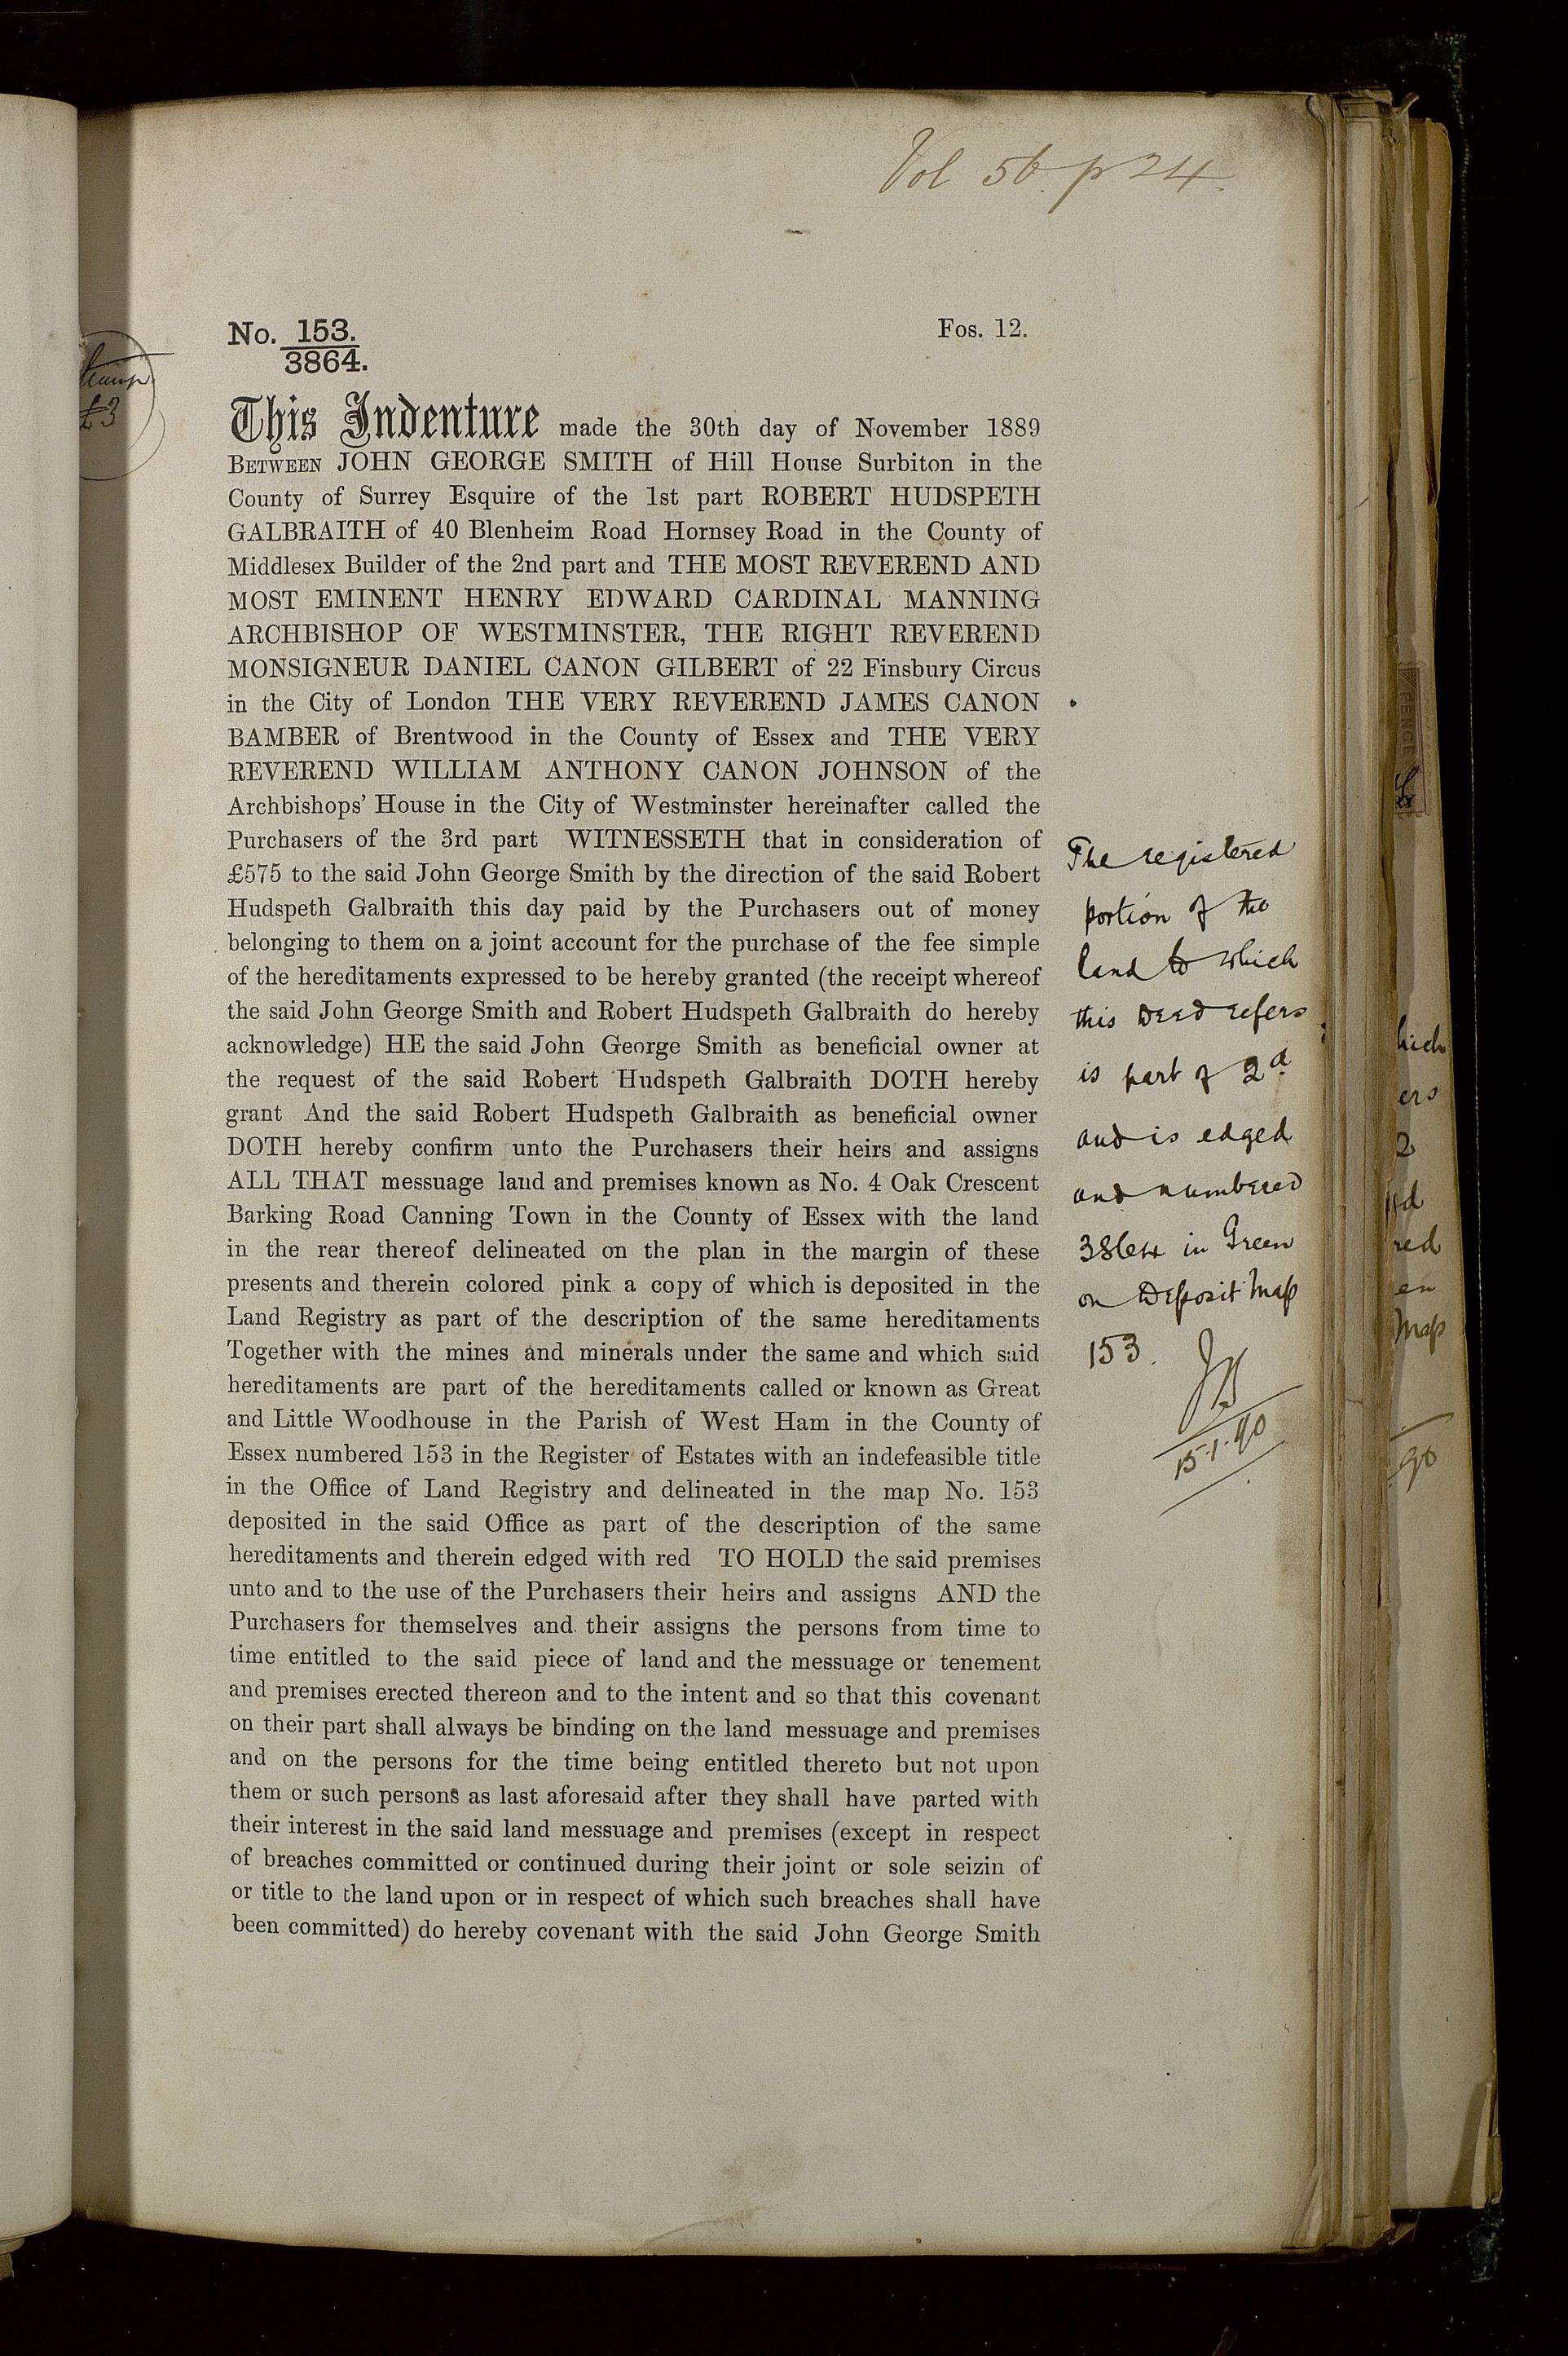 Vol 56. p 24.
No. 153.
3864.
Fos. 12.
£3
This Indenture made the 30th day of November 1889
BETWEEN JOHN GEORGE SMITH of Hill House Surbiton in the
County of Surrey Esquire of the 1st part ROBERT HUDSPETH
GALBRAITH of 40 Blenheim Road Hornsey Road in the County of
Middlesex Builder of the 2nd part and THE MOST REVEREND AND
MOST EMINENT HENRY EDWARD CARDINAL MANNING
ARCHBISHOP OF WESTMINSTER, THE RIGHT REVEREND
MONSIGNEUR DANIEL CANON GILBERT of 22 Finsbury Circus
in the City of London THE VERY REVEREND JAMES CANON
BAMBER of Brentwood in the County of Essex and THE VERY
REVEREND WILLIAM ANTHONY CANON JOHNSON of the
Archbishops' House in the City of Westminster hereinafter called the
Purchasers of the 3rd part WITNESSETH that in consideration of
£575 to the said John George Smith by the direction of the said Robert
Hudspeth Galbraith this day paid by the Purchasers out of money
belonging to them on a joint account for the purchase of the fee simple
of the hereditaments expressed to be hereby granted (the receipt whereof
the said John George Smith and Robert Hudspeth Galbraith do hereby
acknowledge) HE the said John George Smith as beneficial owner at
the request of the said Robert Hudspeth Galbraith DOTH hereby
grant And the said Robert Hudspeth Galbraith as beneficial owner
DOTH hereby confirm unto the Purchasers their heirs and assigns
ALL THAT messuage land and premises known as No. 4 Oak Crescent
Barking Road Canning Town in the County of Essex with the land
in the rear thereof delineated on the plan in the margin of these
presents and therein colored pink a copy of which is deposited in the
Land Registry as part of the description of the same hereditaments
Together with the mines and minerals under the same and which said
hereditaments are part of the hereditaments called or known as Great
and Little Woodhouse in the Parish of West Ham in the County of
Essex numbered 153 in the Register of Estates with an indefeasible title
in the Office of Land Registry and delineated in the map No. 153
deposited in the said Office as part of the description of the same
hereditaments and therein edged with red TO HOLD the said premises
unto and to the use of the Purchasers their heirs and assigns AND the
Purchasers for themselves and. their assigns the persons from time to
time entitled to the said piece of land and the messuage or tenement
and premises erected thereon and to the intent and so that this covenant
on their part shall always be binding on the land messuage and premises
and on the persons for the time being entitled thereto but not upon
them or such persons as last aforesaid after they shall have parted with
their interest in the said land messuage and premises (except in respect
of breaches committed or continued during their joint or sole seizin of
or title to the land upon or in respect of which such breaches shall have
been committed) do hereby covenant with the said John George Smith
The registered
portion of the
land to which
this Deed refers
is part of 2d
and is edged
and numbered
3864 in Green
on Deposit Map
153.
15.1.90
PENCE
hich
ers
2
red
en
Map
90